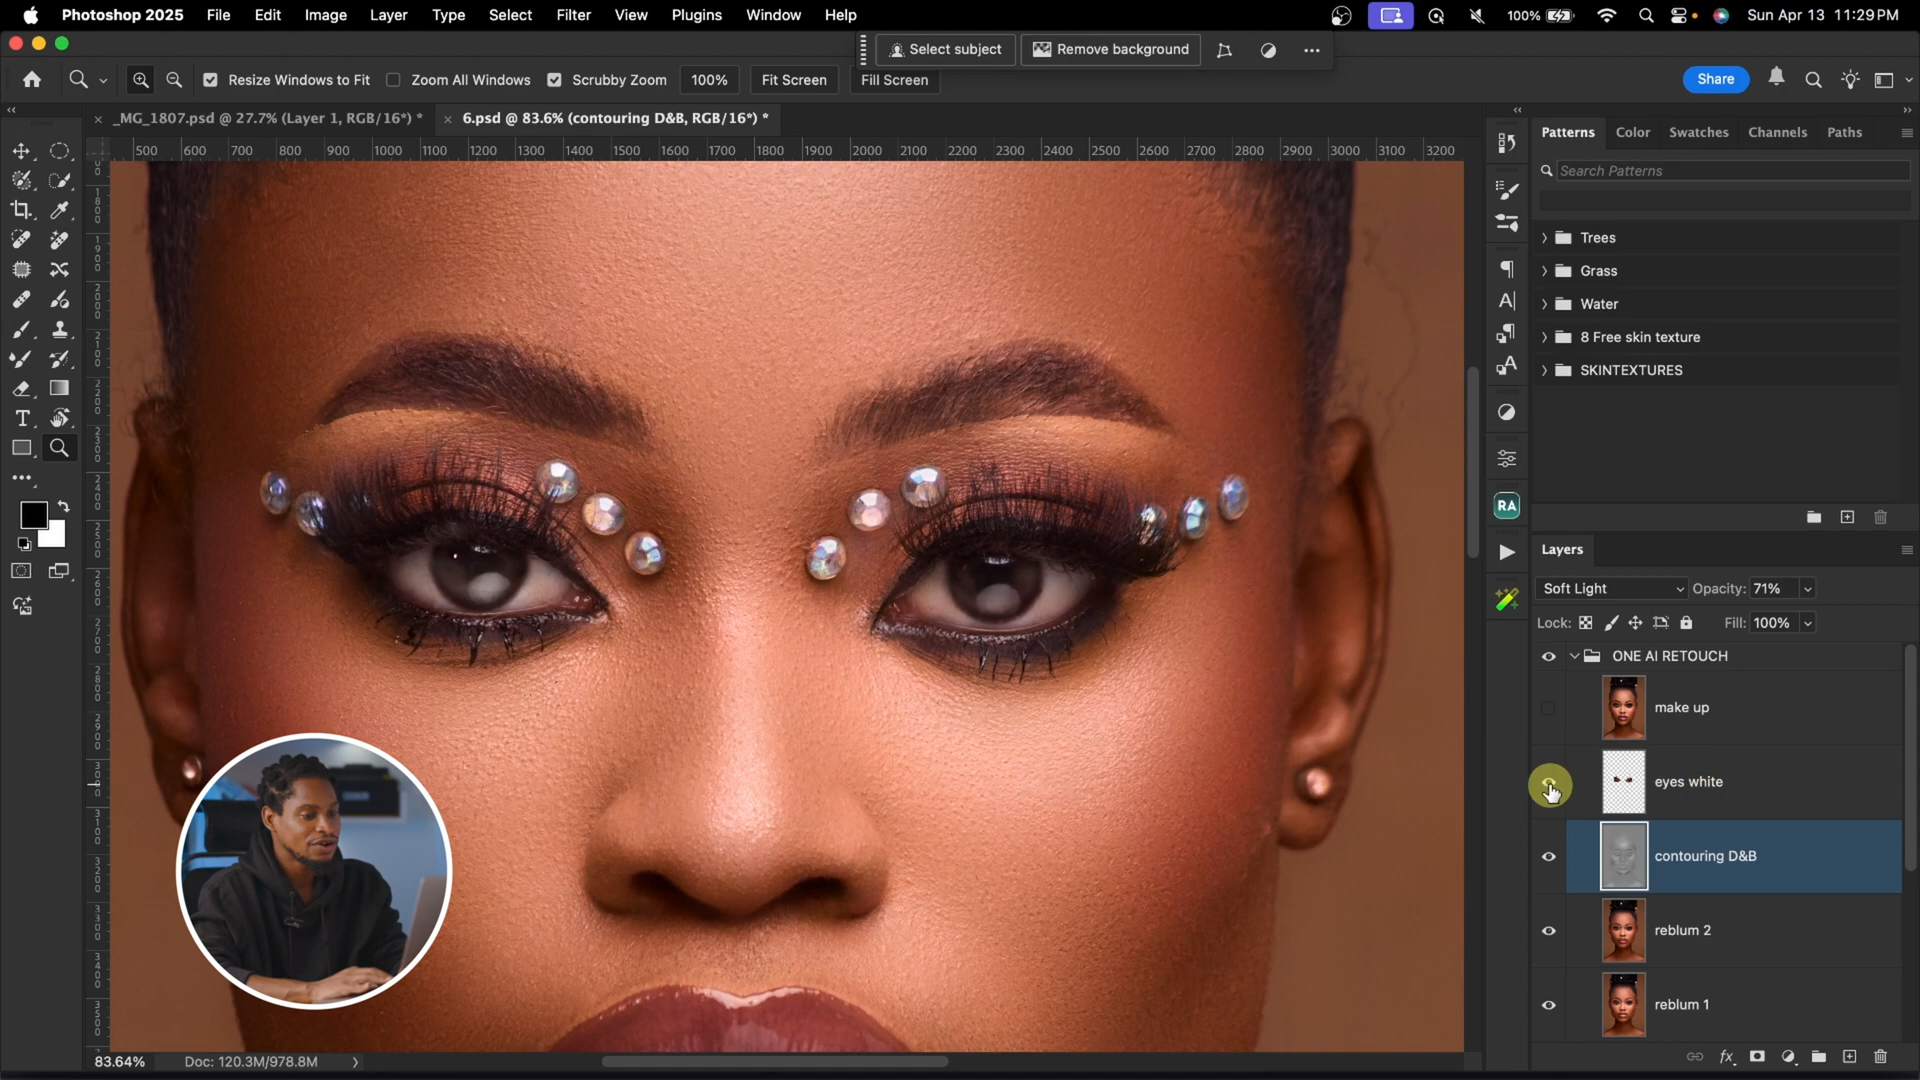 Photoshop 2025 File Edit Image Layer Type Select Filter View Plugins Window Help 100% Sun Apr 13 11:29 PM
Select subject Remove background
Resize Windows to Fit Zoom All Windows Scrubby Zoom 100% Fit Screen Fill Screen Share
_MG_1807.psd @ 27.7% (Layer 1, RGB/16*) * 6.psd @ 83.6% (contouring D&B, RGB/16*) *
Patterns Color Swatches Channels Paths
500 600 700 800 900 1000 1100 1200 1300 1400 1500 1600 1700 1800 1900 2000 2100 2200 2300 2400 2500 2600 2700 2800 2900 3000 3100 3200
Search Patterns
Trees
Grass
Water
8 Free skin texture
SKINTEXTURES
RA
Layers
Soft Light Opacity: 71%
Lock: Fill: 100%
ONE AI RETOUCH
make up
eyes white
contouring D&B
reblum 2
reblum 1
83.64% Doc: 120.3M/978.8M